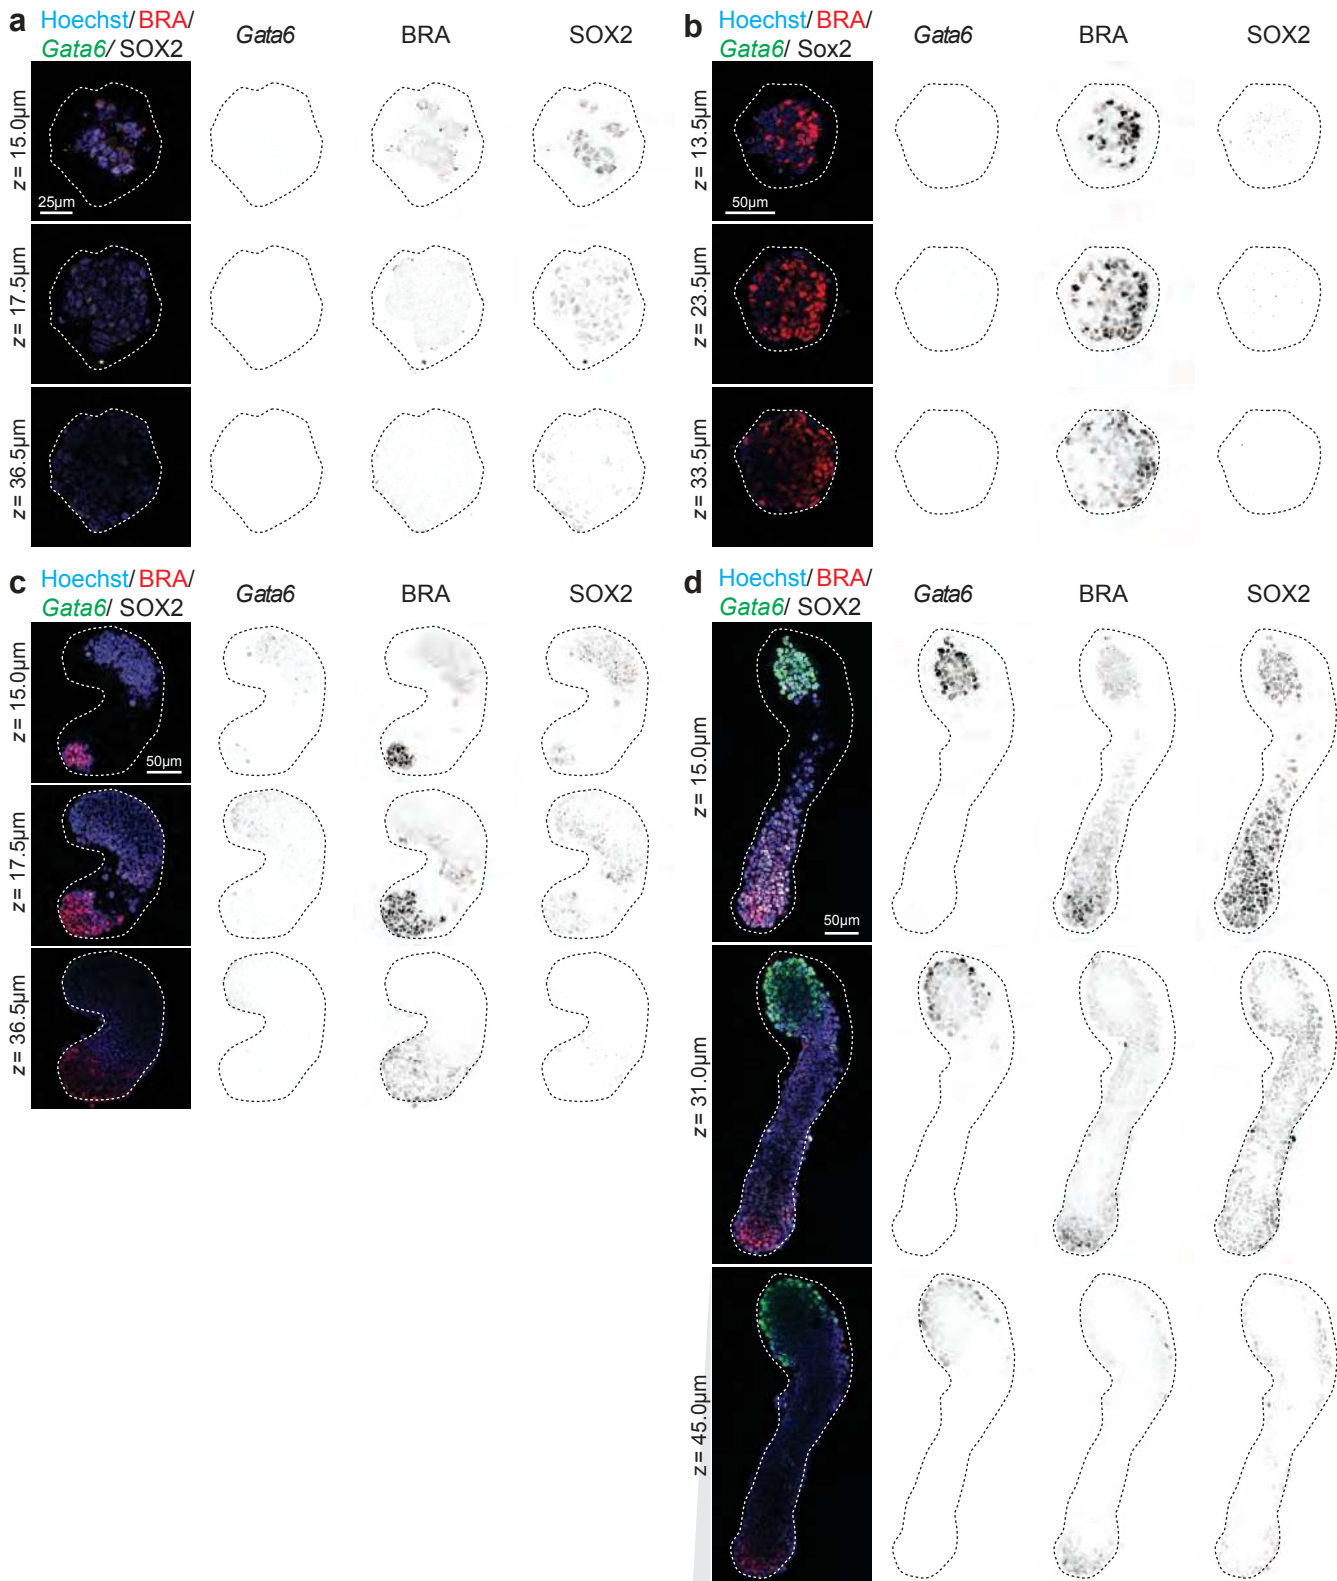 a Hoechst/ BRA/ Gata6 BRA SOX2
Gata6/ SOX2
z= 15.0µm
25µm
z= 17.5µm
z= 36.5µm
b Hoechst/ BRA/ Gata6 BRA SOX2
Gata6/ Sox2
z= 13.5µm
50µm
z= 23.5µm
z= 33.5µm
c Hoechst/ BRA/ Gata6 BRA SOX2
Gata6/ SOX2
z= 15.0µm
50µm
z= 17.5µm
z= 36.5µm
d Hoechst/ BRA/ Gata6 BRA SOX2
Gata6/ SOX2
z= 15.0µm
50µm
z= 31.0µm
z= 45.0µm